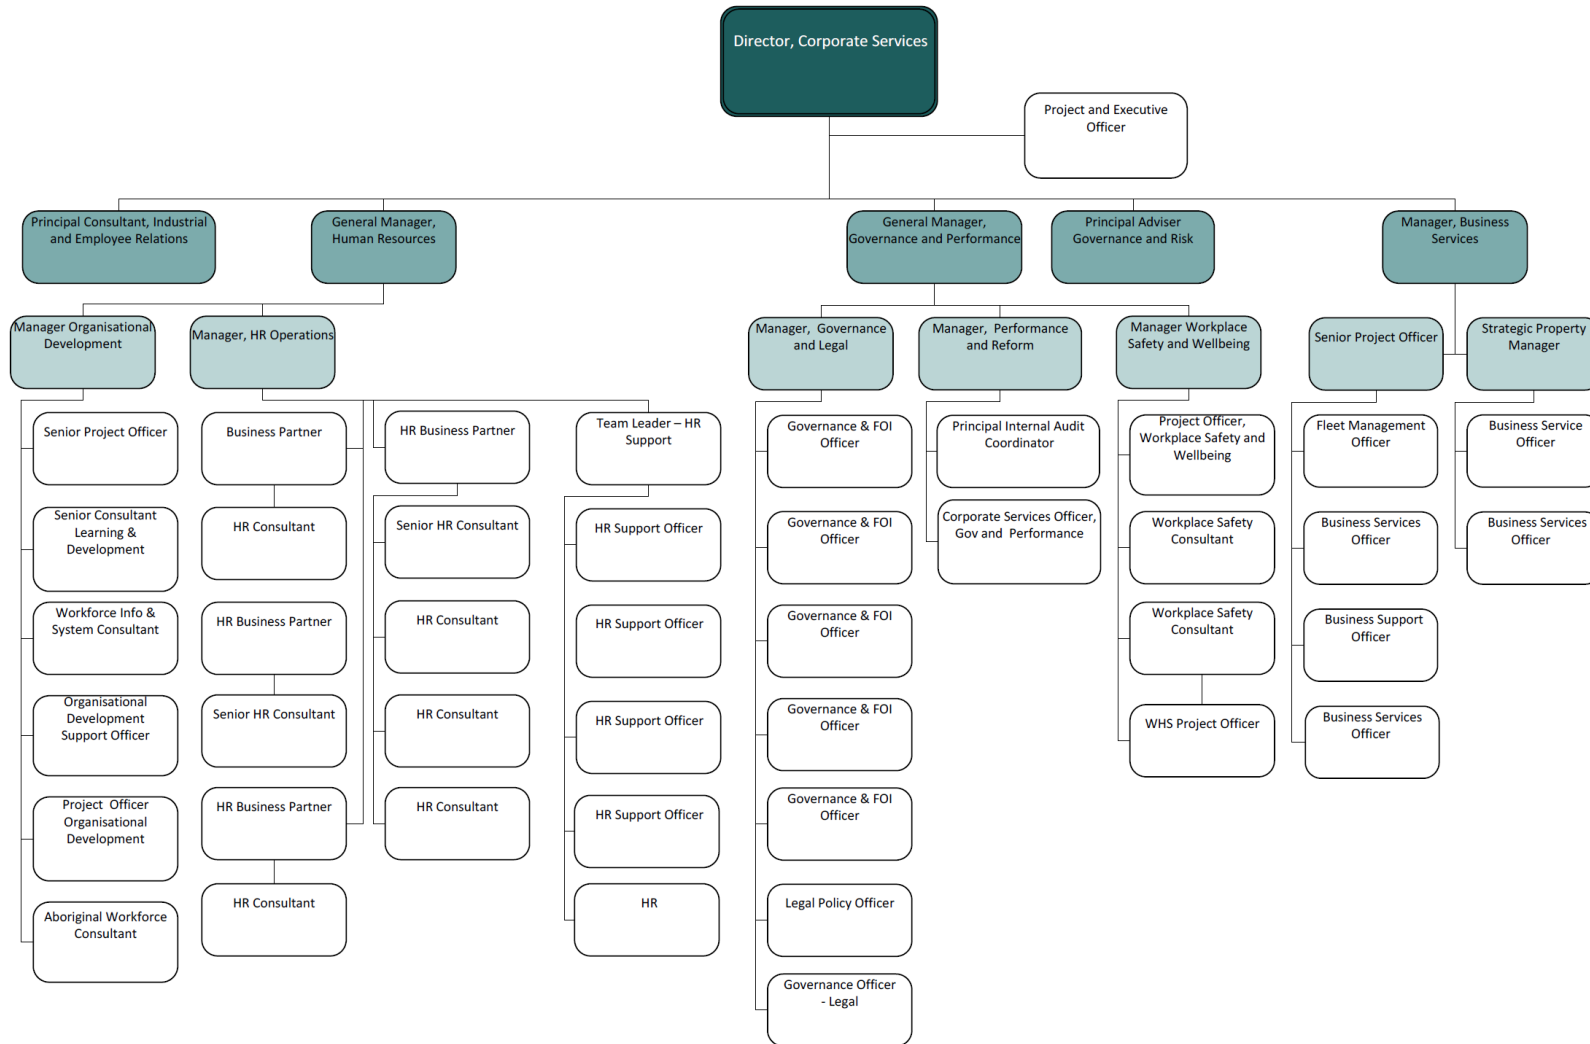 Director, Corporate Services
Project and Executive
Officer
Principal Consultant, Industrial
and Employee Relations
General Manager,
Human Resources
General Manager,
Governance and Performance
Principal Adviser
Governance and Risk
Manager, Business
Services
Manager Organisational
Development
Manager, HR Operations
Manager, Governance
and Legal
Manager, Performance
and Reform
Manager Workplace
Safety and Wellbeing
Senior Project Officer
Strategic Property
Manager
Senior Project Officer
Senior Consultant
Learning &
Development
Workforce Info &
System Consultant
Organisational
Development
Support Officer
Project Officer
Organisational
Development
Aboriginal Workforce
Consultant
Business Partner
HR Consultant
HR Business Partner
Senior HR Consultant
HR Business Partner
HR Consultant
HR Business Partner
Senior HR Consultant
HR Consultant
HR Consultant
HR Consultant
Team Leader – HR
Support
HR Support Officer
HR Support Officer
HR Support Officer
HR Support Officer
HR
Governance & FOI
Officer
Governance & FOI
Officer
Governance & FOI
Officer
Governance & FOI
Officer
Governance & FOI
Officer
Legal Policy Officer
Governance Officer
- Legal
Principal Internal Audit
Coordinator
Corporate Services Officer,
Gov and Performance
Project Officer,
Workplace Safety and
Wellbeing
Workplace Safety
Consultant
Workplace Safety
Consultant
WHS Project Officer
Fleet Management
Officer
Business Services
Officer
Business Support
Officer
Business Services
Officer
Business Service
Officer
Business Services
Officer